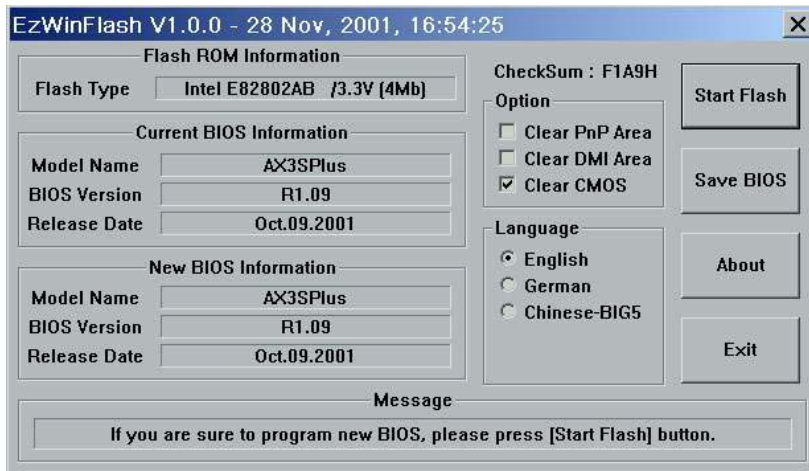 EzWinFlash V1.0.0 - 28 Nov, 2001, 16:54:25
Flash ROM Information
Flash Type Intel E82802AB /3.3V (4Mb)
Current BIOS Information
Model Name AX3SPlus
BIOS Version R1.09
Release Date Oct.09.2001
New BIOS Information
Model Name AX3SPlus
BIOS Version R1.09
Release Date Oct.09.2001
CheckSum : F1A9H
Option
Clear PnP Area
Clear DMI Area
Clear CMOS
Language
English
German
Chinese-BIG5
Start Flash
Save BIOS
About
Exit
Message
If you are sure to program new BIOS, please press [Start Flash] button.